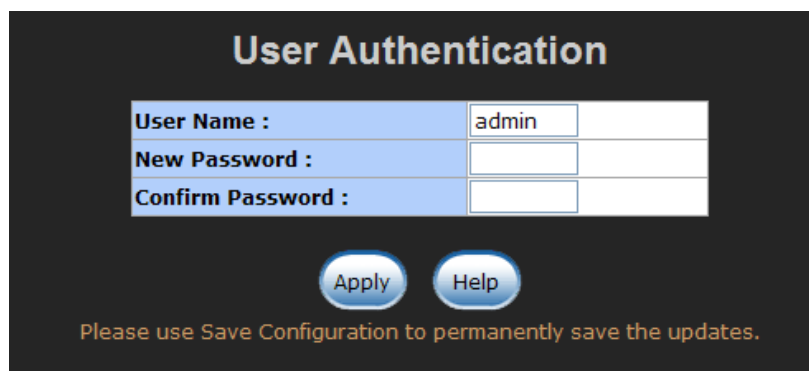 User Authentication
User Name : admin
New Password :
Confirm Password :
Apply Help
Please use Save Configuration to permanently save the updates.